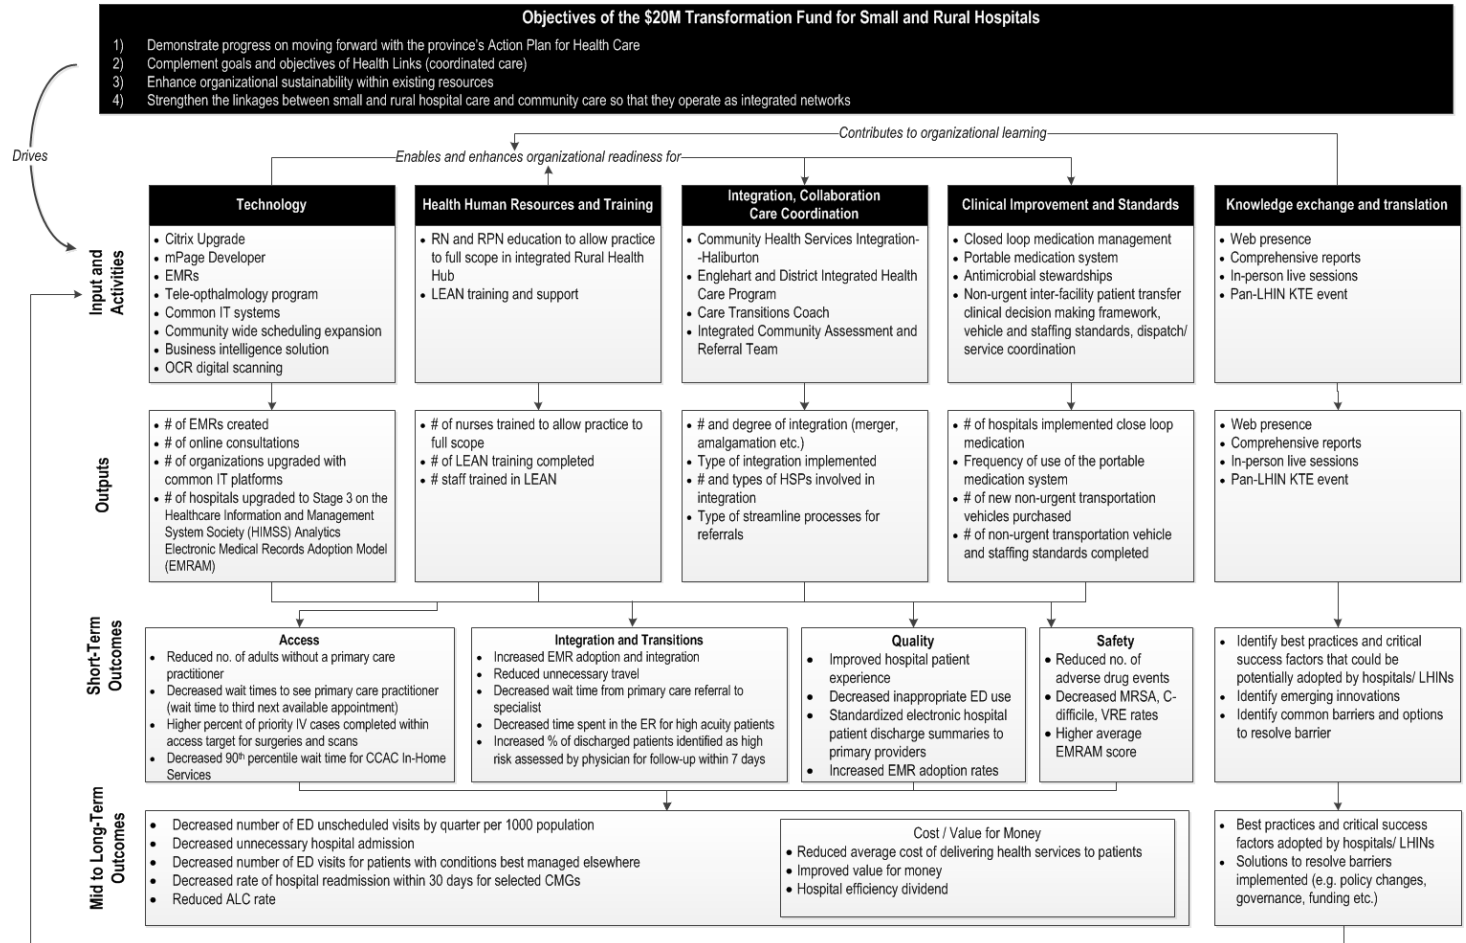 Objectives of the $20M Transformation Fund for Small and Rural Hospitals
1) Demonstrate progress on moving forward with the province's Action Plan for Health Care
2) Complement goals and objectives of Health Links (coordinated care)
3) Enhance organizational sustainability within existing resources
4) Strengthen the linkages between small and rural hospital care and community care so that they operate as integrated networks
Drives
Contributes to organizational learning
Enables and enhances organizational readiness for
Input and
Activities
Technology
• Citrix Upgrade
• mPage Developer
• EMRs
• Tele-opthalmology program
• Common IT systems
• Community wide scheduling expansion
• Business intelligence solution
• OCR digital scanning
Health Human Resources and Training
• RN and RPN education to allow practice
to full scope in integrated Rural Health
Hub
• LEAN training and support
Integration, Collaboration
Care Coordination
• Community Health Services Integration-
-Haliburton
• Englehart and District Integrated Health
Care Program
• Care Transitions Coach
• Integrated Community Assessment and
Referral Team
Clinical Improvement and Standards
• Closed loop medication management
• Portable medication system
• Antimicrobial stewardships
• Non-urgent inter-facility patient transfer
clinical decision making framework,
vehicle and staffing standards, dispatch/
service coordination
Knowledge exchange and translation
• Web presence
• Comprehensive reports
• In-person live sessions
• Pan-LHIN KTE event
Outputs
• # of EMRs created
• # of online consultations
• # of organizations upgraded with
common IT platforms
• # of hospitals upgraded to Stage 3 on the
Healthcare Information and Management
System Society (HIMSS) Analytics
Electronic Medical Records Adoption Model
(EMRAM)
• # of nurses trained to allow practice to
full scope
• # of LEAN training completed
• # staff trained in LEAN
• # and degree of integration (merger,
amalgamation etc.)
• Type of integration implemented
• # and types of HSPs involved in
integration
• Type of streamline processes for
referrals
• # of hospitals implemented close loop
medication
• Frequency of use of the portable
medication system
• # of new non-urgent transportation
vehicles purchased
• # of non-urgent transportation vehicle
and staffing standards completed
• Web presence
• Comprehensive reports
• In-person live sessions
• Pan-LHIN KTE event
Short-Term
Outcomes
Access
• Reduced no. of adults without a primary care
practitioner
• Decreased wait times to see primary care practitioner
(wait time to third next available appointment)
• Higher percent of priority IV cases completed within
access target for surgeries and scans
• Decreased 90th percentile wait time for CCAC In-Home
Services
Integration and Transitions
• Increased EMR adoption and integration
• Reduced unnecessary travel
• Decreased wait time from primary care referral to
specialist
• Decreased time spent in the ER for high acuity patients
• Increased % of discharged patients identified as high
risk assessed by physician for follow-up within 7 days
Quality
• Improved hospital patient
experience
• Decreased inappropriate ED use
• Standardized electronic hospital
patient discharge summaries to
primary providers
• Increased EMR adoption rates
Safety
• Reduced no. of
adverse drug events
• Decreased MRSA, C-
difficile, VRE rates
• Higher average
EMRAM score
• Identify best practices and critical
success factors that could be
potentially adopted by hospitals/ LHINs
• Identify emerging innovations
• Identify common barriers and options
to resolve barrier
Mid to Long-Term
Outcomes
• Decreased number of ED unscheduled visits by quarter per 1000 population
• Decreased unnecessary hospital admission
• Decreased number of ED visits for patients with conditions best managed elsewhere
• Decreased rate of hospital readmission within 30 days for selected CMGs
• Reduced ALC rate
Cost / Value for Money
• Reduced average cost of delivering health services to patients
• Improved value for money
• Hospital efficiency dividend
• Best practices and critical success
factors adopted by hospitals/ LHINs
• Solutions to resolve barriers
implemented (e.g. policy changes,
governance, funding etc.)